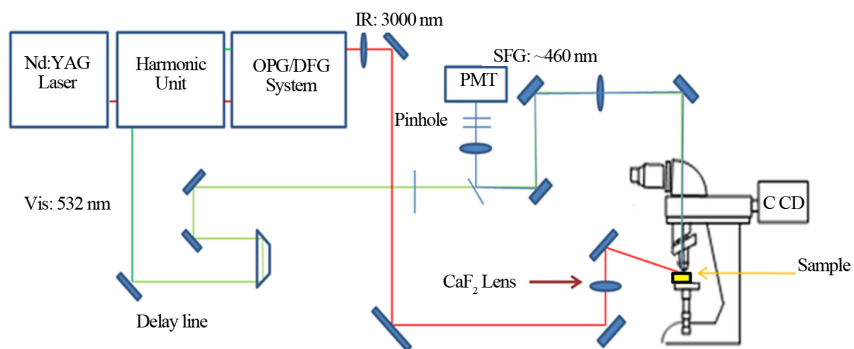 IR: 3000 nm
SFG: ~460 nm
Nd:YAG
Laser
Harmonic
Unit
OPG/DFG
System
PMT
Pinhole
Vis: 532 nm
C CD
Sample
CaF₂ Lens
Delay line